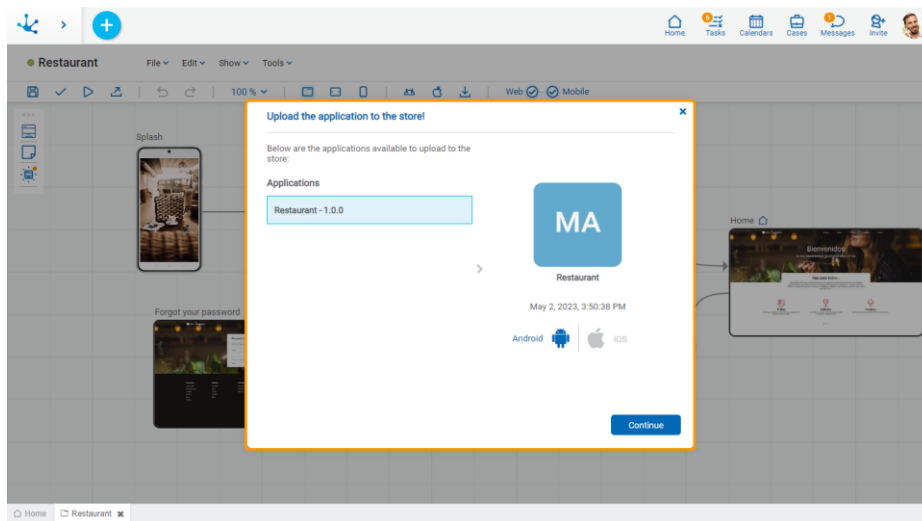 6
1
Home
Tasks
Calendars
Cases
Messages
Invite
Restaurant
File
Edit
Show
Tools
100 %
Web
Mobile
Upload the application to the store!
Below are the applications available to upload to the
store:
Applications
Restaurant - 1.0.0
MA
Restaurant
May 2, 2023, 3:50:38 PM
Android
iOS
Continue
Splash
Forgot your password
Home
Bienvenidos
Home
Restaurant